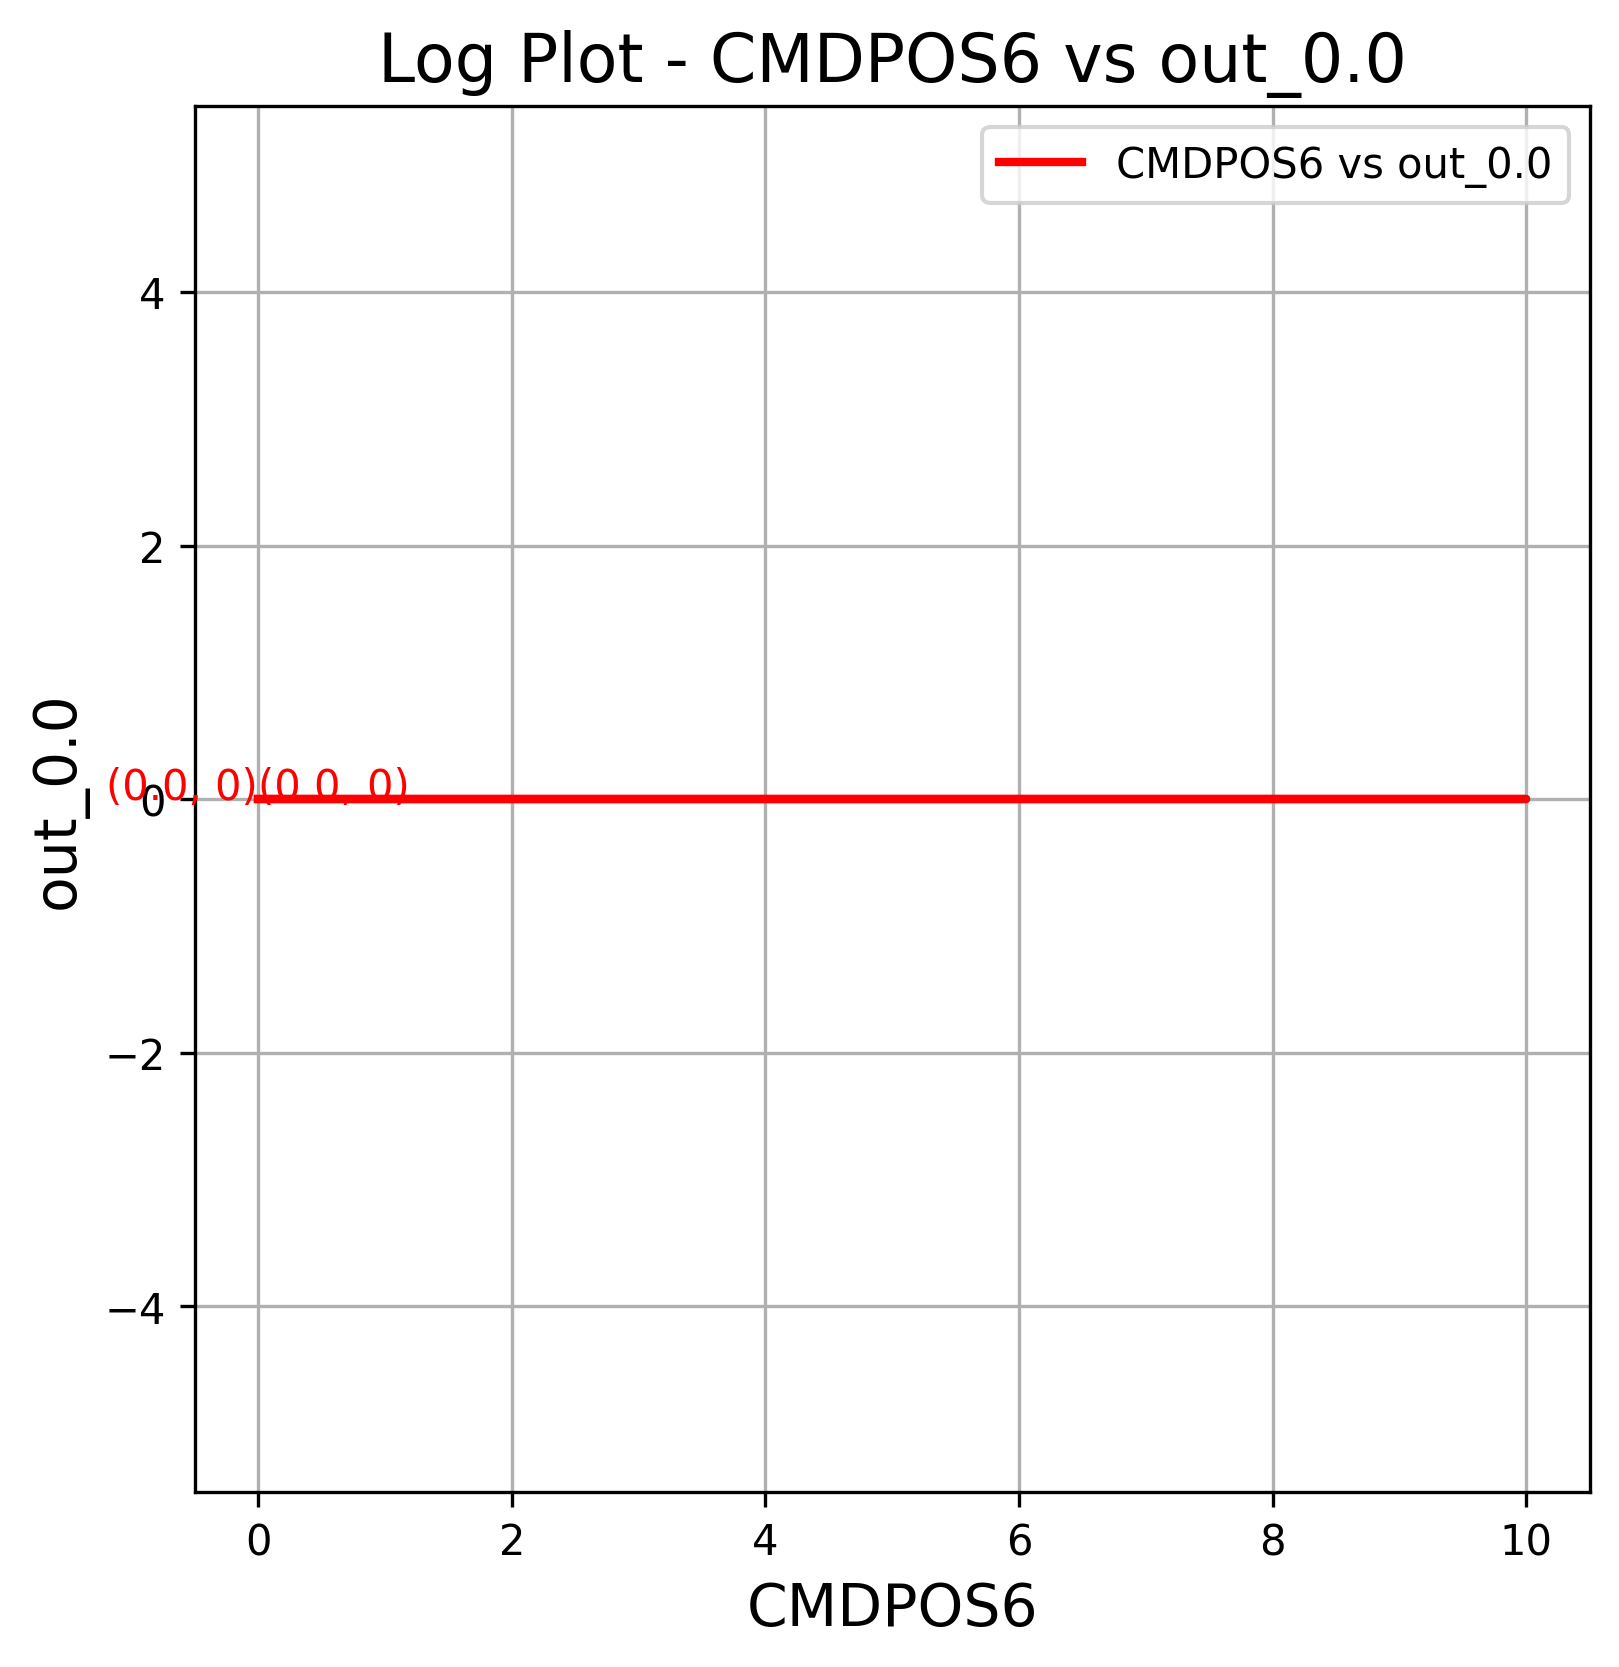 Log Plot - CMDPOS6 vs out_0.0
CMDPOS6 vs out_0.0
4
2
(0.0, 0)(0.0, 0)
0
−2
−4
out_0.0
0 2 4 6 8 10
CMDPOS6